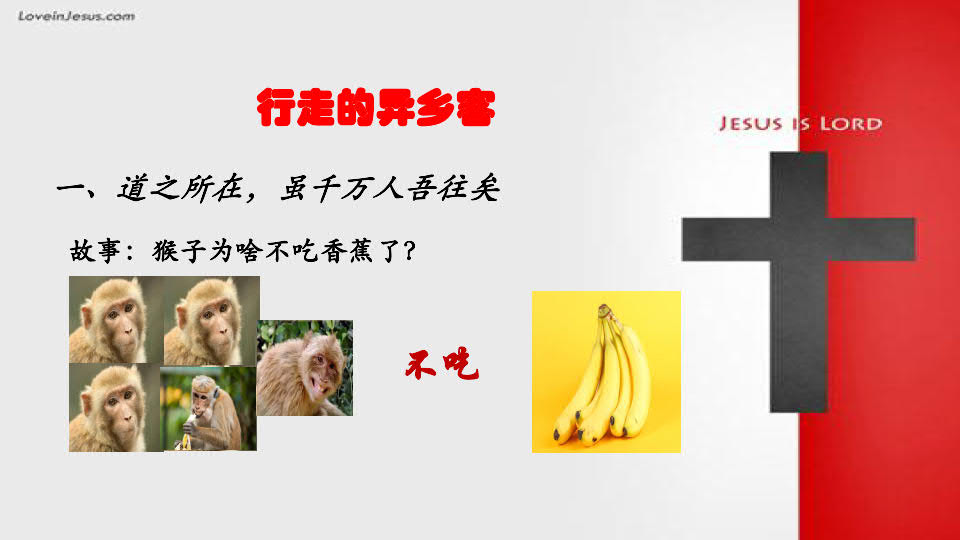 LoveinJesus.com
行走的异乡客
JESUS IS LORD
一、道之所在，虽千万人吾往矣
故事：猴子为啥不吃香蕉了？
不吃